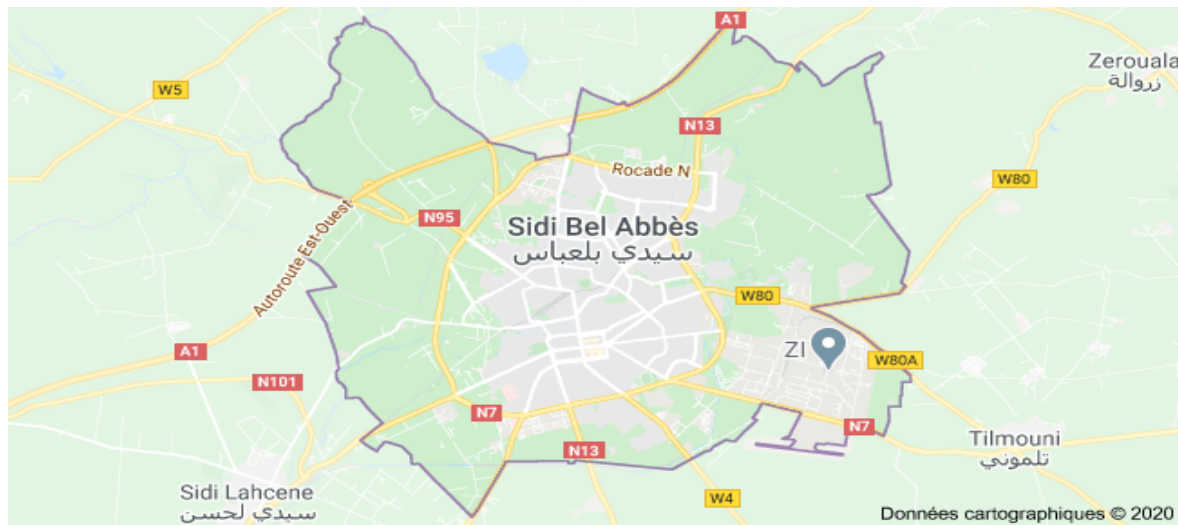 A1
Zerouala
زروالة
W5
N13
Rocade N
W80
N95
Sidi Bel Abbès
سيدي بلعباس
Autoroute Est-Ouest
W80
ZI
A1
W80A
N101
N7
N7
Tilmouni
تلموني
N13
Sidi Lahcene
سيدي لحسن
W4
Données cartographiques © 2020